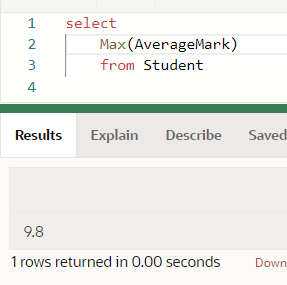 1 select
2 Max(AverageMark)
3 from Student
4
Results Explain Describe Saved
9.8
1 rows returned in 0.00 seconds Down